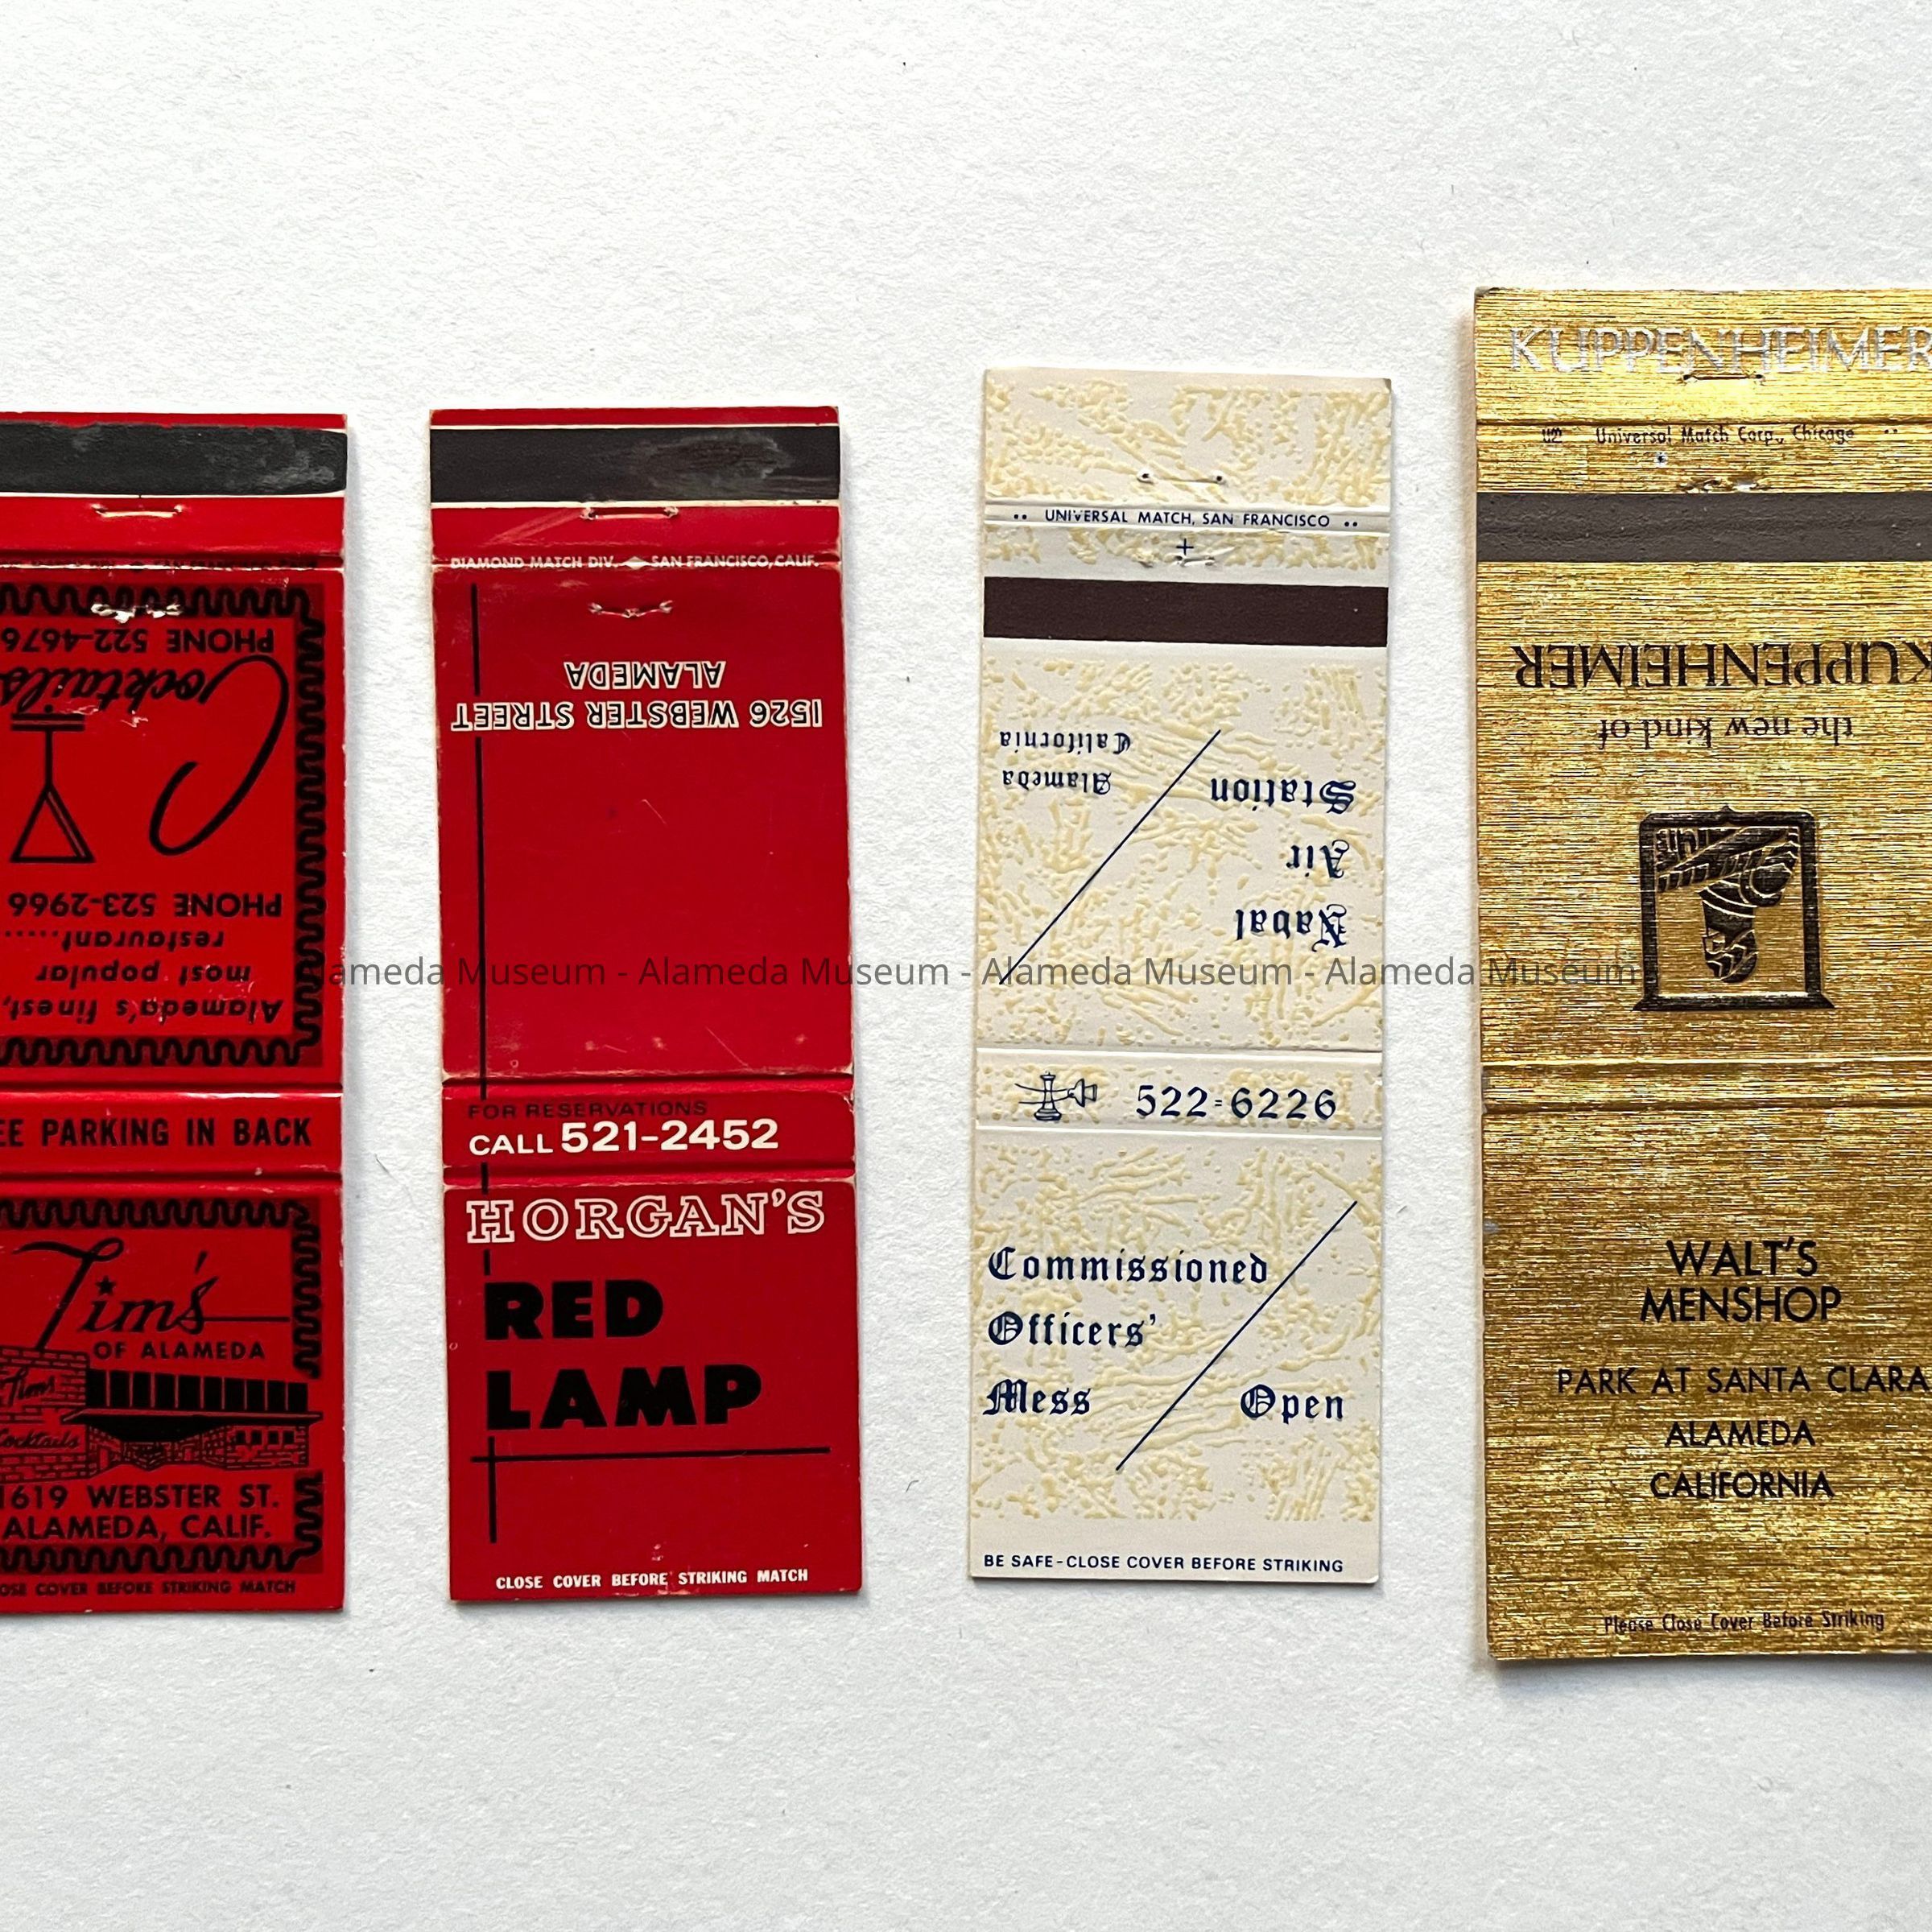 PHONE 522-4676
Cocktails
PHONE 523-2966
restaurant.....
most popular
Alameda's finest,
PARKING IN BACK
Tim's
OF ALAMEDA
Tims
Cocktails
1619 WEBSTER ST.
ALAMEDA, CALIF.
COVER BEFORE STRIKING MATCH
DIAMOND MATCH DIV. SAN FRANCISCO, CALIF.
1526 WEBSTER STREET
ALAMEDA
FOR RESERVATIONS
CALL 521-2452
HORGAN'S
RED
LAMP
CLOSE COVER BEFORE STRIKING MATCH
•• UNIVERSAL MATCH, SAN FRANCISCO ••
+
Naval
Air
Station
Alameda
California
522-6226
Commissioned
Officers'
Mess
Open
BE SAFE-CLOSE COVER BEFORE STRIKING
KUPPENHEIMER
Universal Match Corp., Chicago
the new kind of
KUPPENHEIMER
WALT'S
MENSHOP
PARK AT SANTA CLARA
ALAMEDA
CALIFORNIA
Please Close Cover Before Striking
Alameda Museum - Alameda Museum - Alameda Museum - Alameda Museum